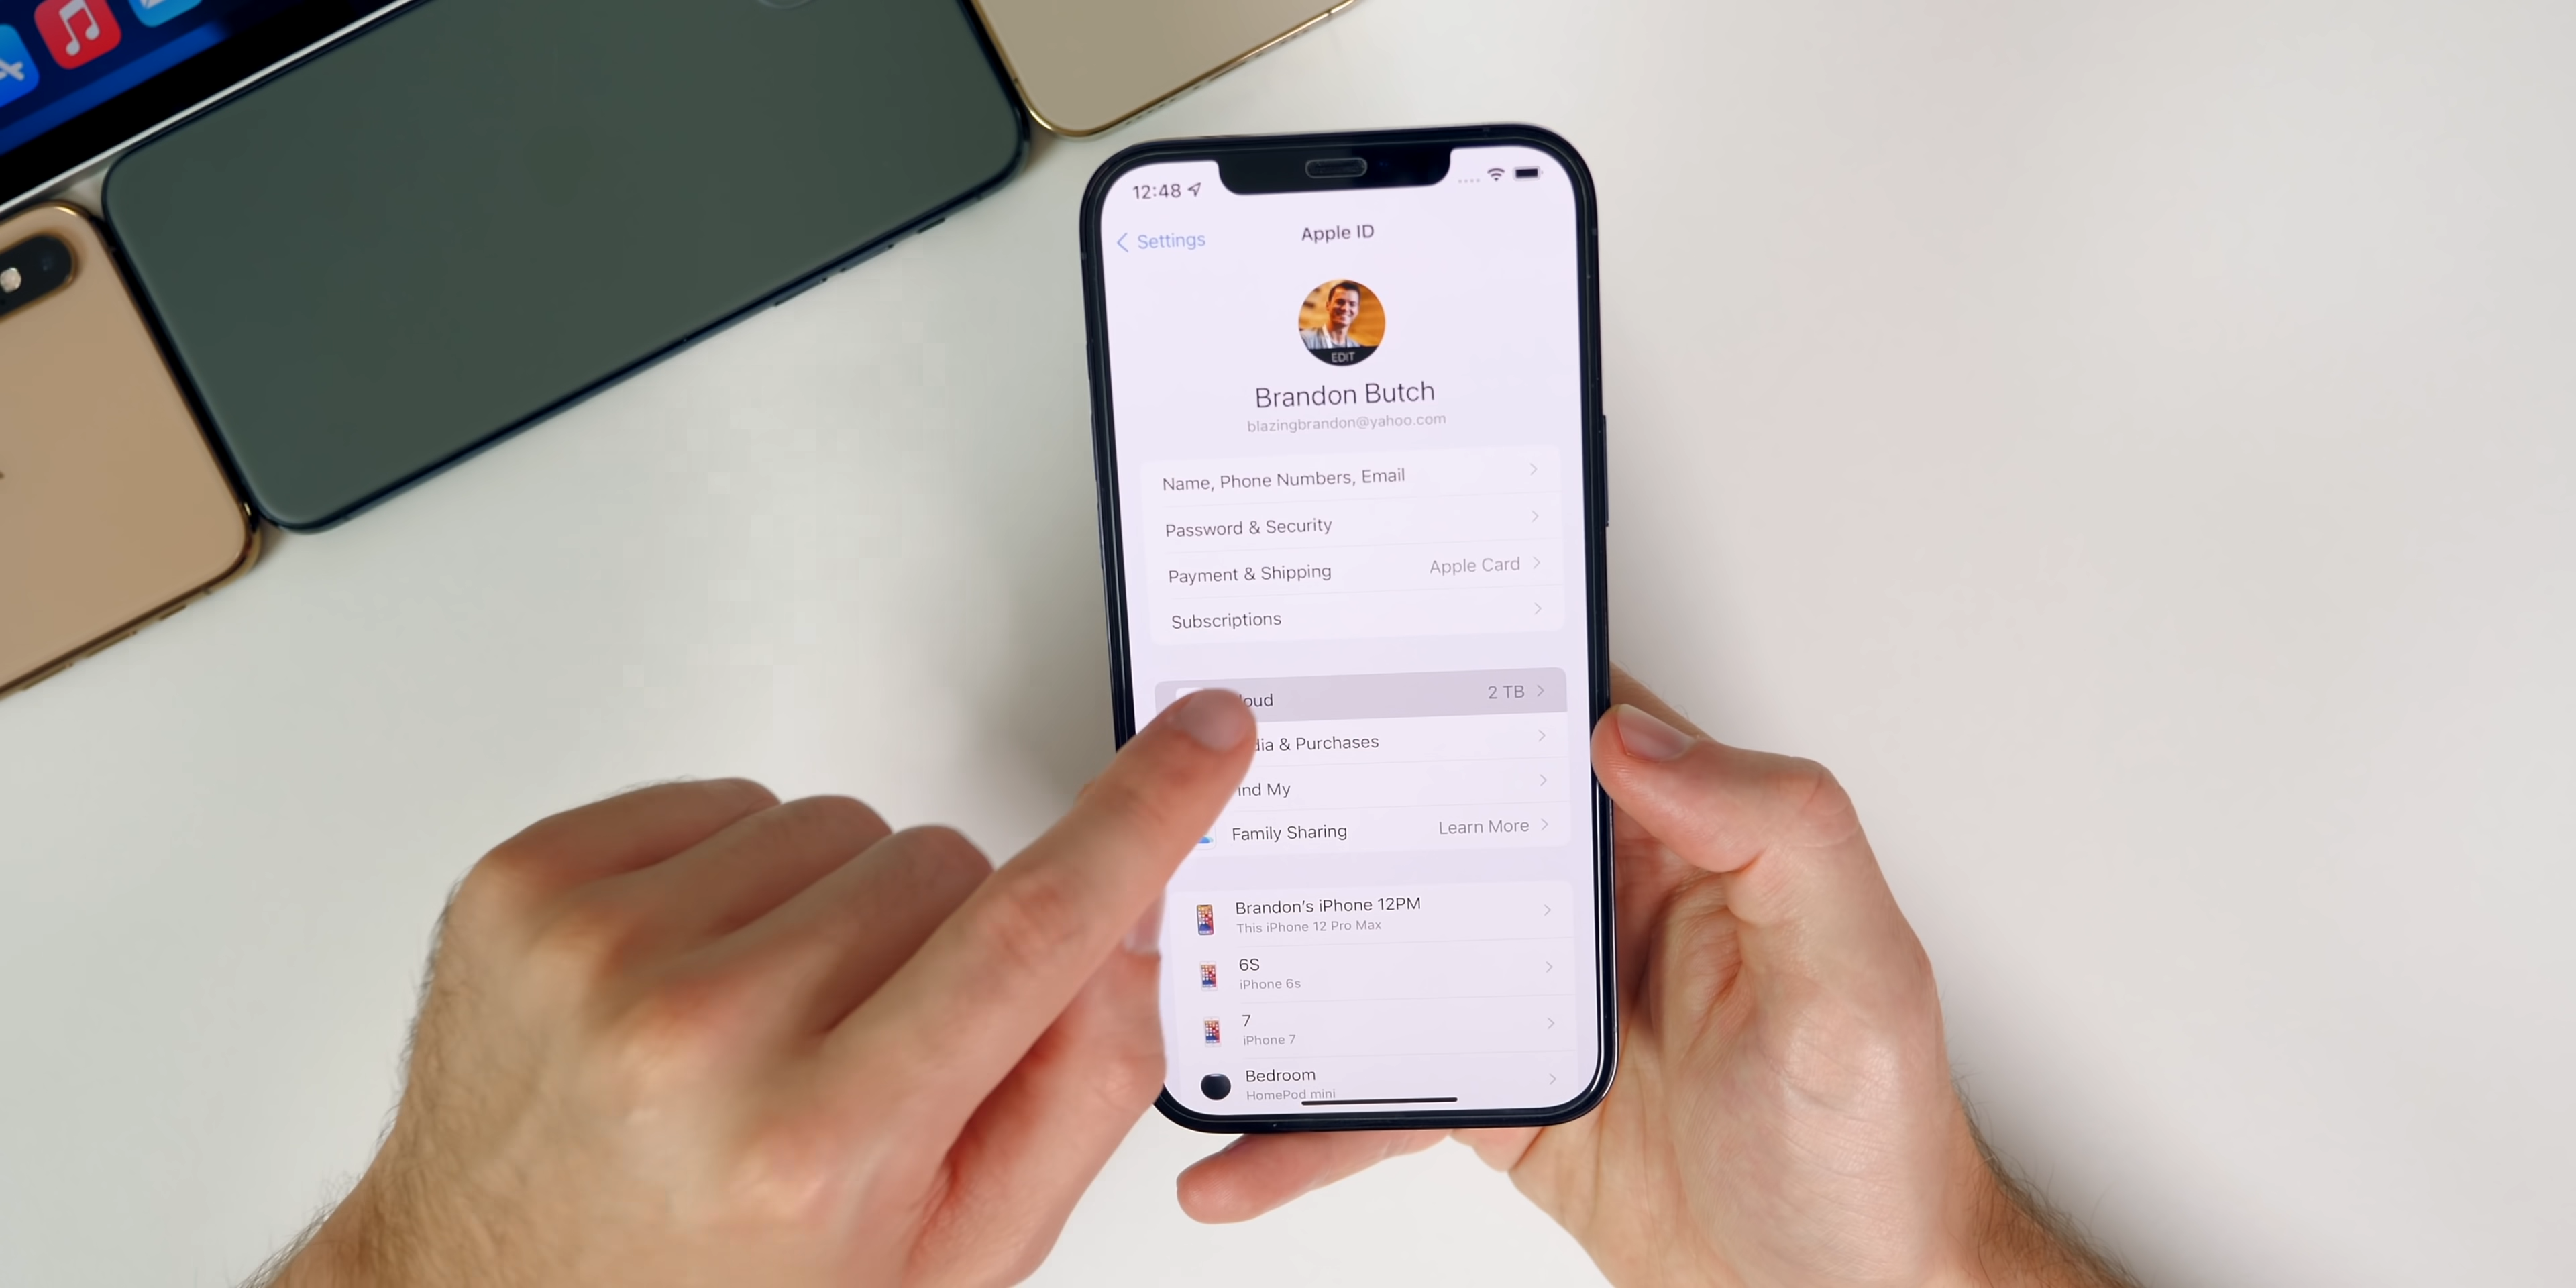 12:48
Settings
Apple ID
EDIT
Brandon Butch
blazingbrandon@yahoo.com
Name, Phone Numbers, Email
Password & Security
Payment & Shipping Apple Card
Subscriptions
loud 2 TB
dia & Purchases
ind My
Family Sharing Learn More
Brandon's iPhone 12PM
This iPhone 12 Pro Max
6S
iPhone 6s
7
iPhone 7
Bedroom
HomePod mini